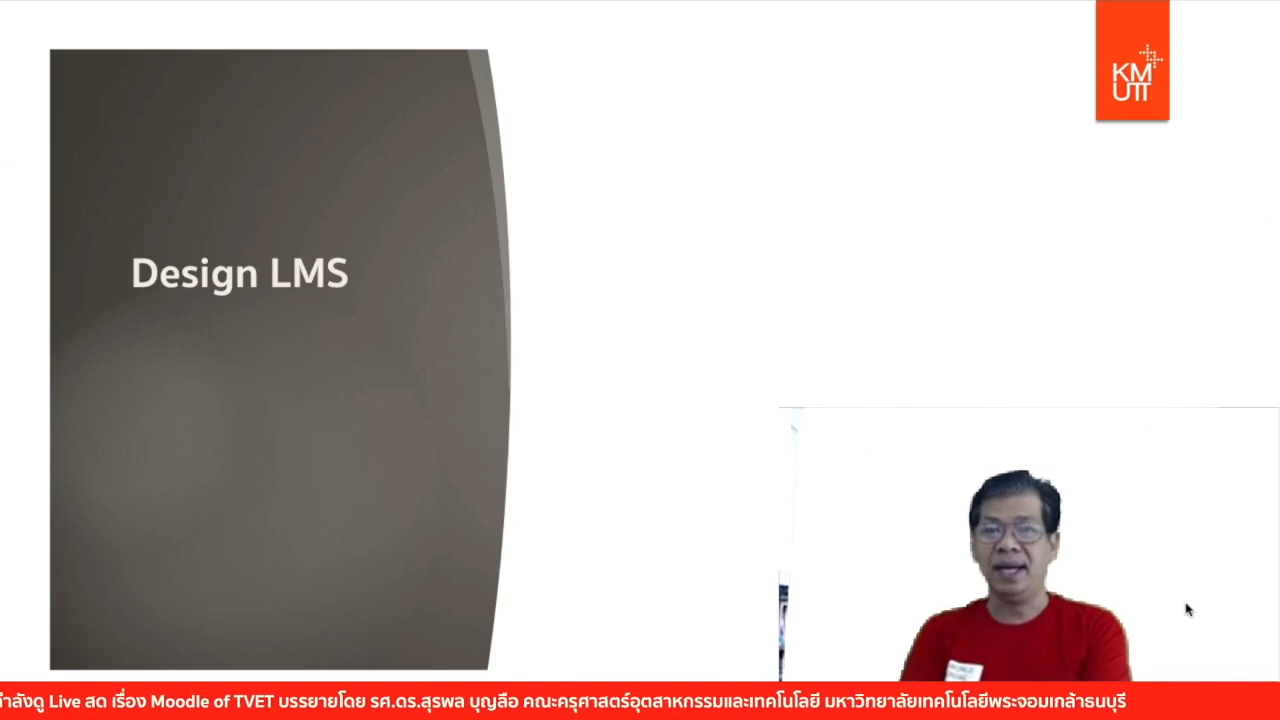 KM
UTT
Design LMS
กำลังดู Live สด เรื่อง Moodle of TVET บรรยายโดย รศ.ดร.สุรพล บุญลือ คณะครุศาสตร์อุตสาหกรรมและเทคโนโลยี มหาวิทยาลัยเทคโนโลยีพระจอมเกล้าธนบุรี